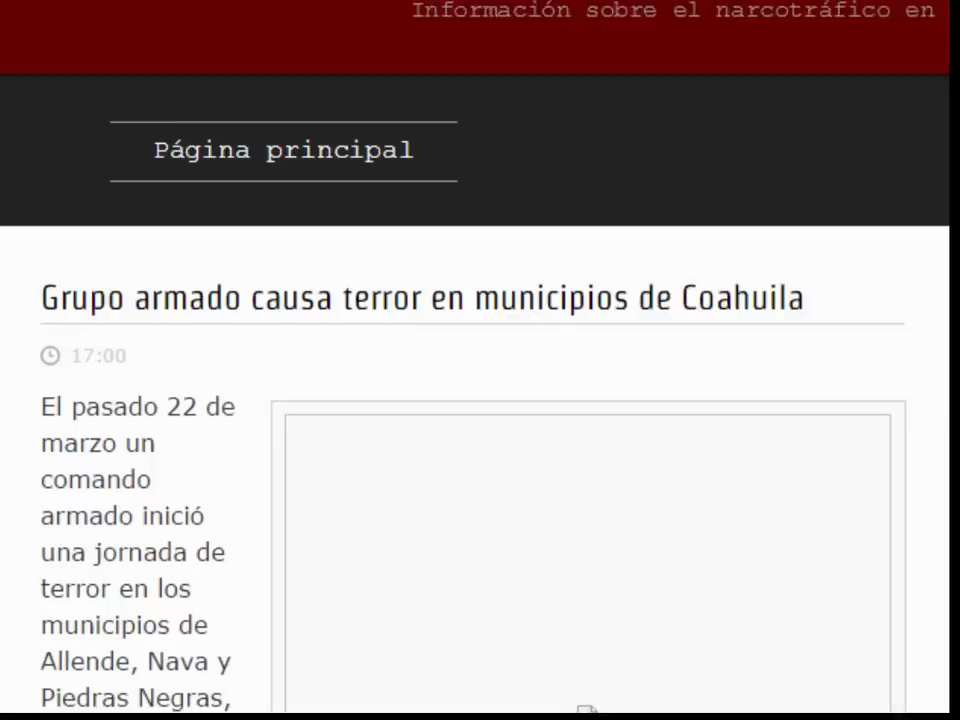 Información sobre el narcotráfico en
Página principal
Grupo armado causa terror en municipios de Coahuila
17:00
El pasado 22 de
marzo un
comando
armado inició
una jornada de
terror en los
municipios de
Allende, Nava y
Piedras Negras,